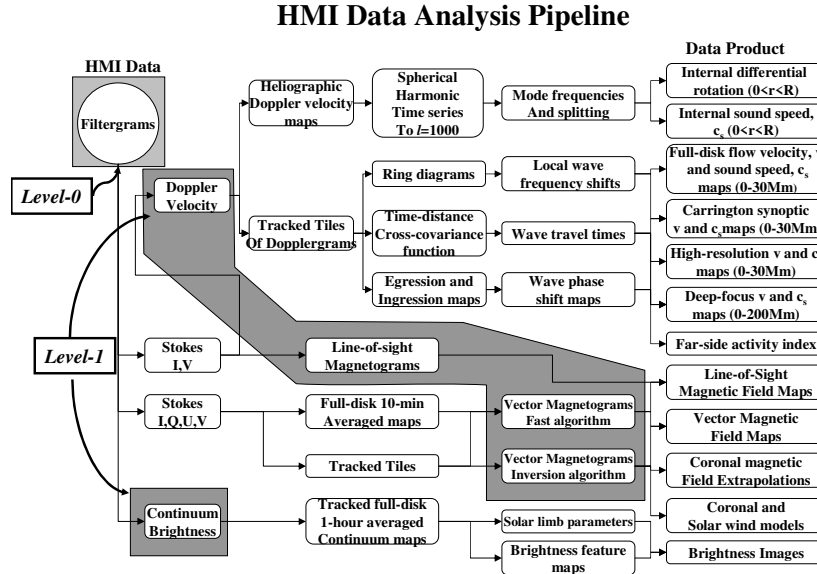 HMI Data Analysis Pipeline
HMI Data
Data Product
Filtergrams
Level-0
Level-1
Doppler
Velocity
Heliographic
Doppler velocity
maps
Spherical
Harmonic
Time series
To l=1000
Mode frequencies
And splitting
Internal differential
rotation (0<r<R)
Internal sound speed,
cs (0<r<R)
Tracked Tiles
Of Dopplergrams
Ring diagrams
Local wave
frequency shifts
Full-disk flow velocity, v
and sound speed, cs
maps (0-30Mm)
Time-distance
Cross-covariance
function
Wave travel times
Carrington synoptic
v and cs maps (0-30Mm
High-resolution v and c
maps (0-30Mm)
Egression and
Ingression maps
Wave phase
shift maps
Deep-focus v and cs
maps (0-200Mm)
Far-side activity index
Stokes
I,V
Line-of-sight
Magnetograms
Line-of-Sight
Magnetic Field Maps
Stokes
I,Q,U,V
Full-disk 10-min
Averaged maps
Vector Magnetograms
Fast algorithm
Vector Magnetic
Field Maps
Tracked Tiles
Vector Magnetograms
Inversion algorithm
Coronal magnetic
Field Extrapolations
Continuum
Brightness
Tracked full-disk
1-hour averaged
Continuum maps
Solar limb parameters
Coronal and
Solar wind models
Brightness feature
maps
Brightness Images